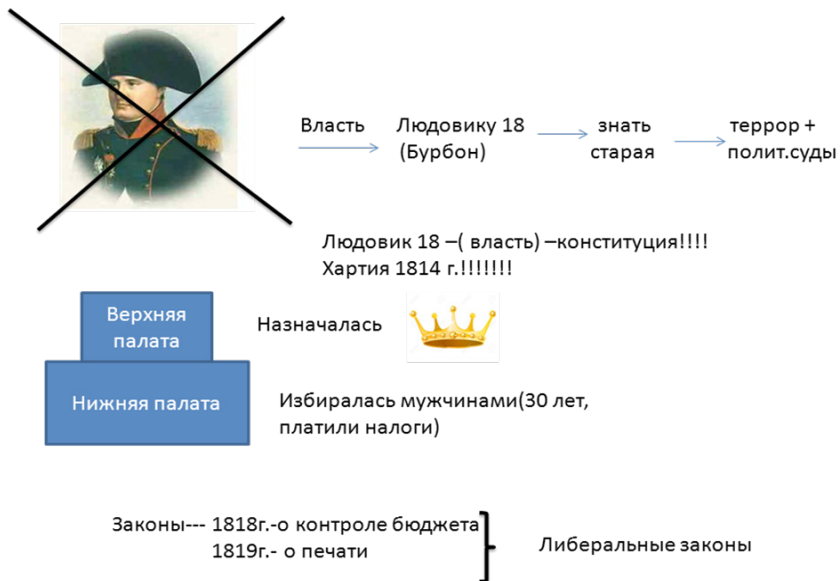 Власть
Людовику 18
(Бурбон)
знать
старая
террор +
полит.суды
Людовик 18 –( власть) –конституция!!!!
Хартия 1814 г.!!!!!!!
Верхняя
палата
Назначалась
Нижняя палата
Избиралась мужчинами(30 лет,
платили налоги)
Законы--- 1818г.-о контроле бюджета
1819г.- о печати
Либеральные законы